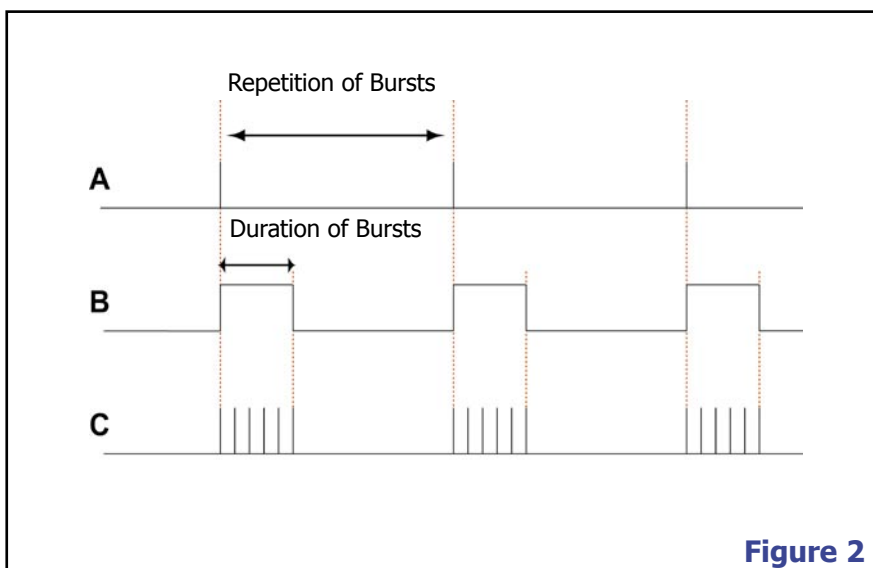 Repetition of Bursts
A
Duration of Bursts
B
C
Figure 2